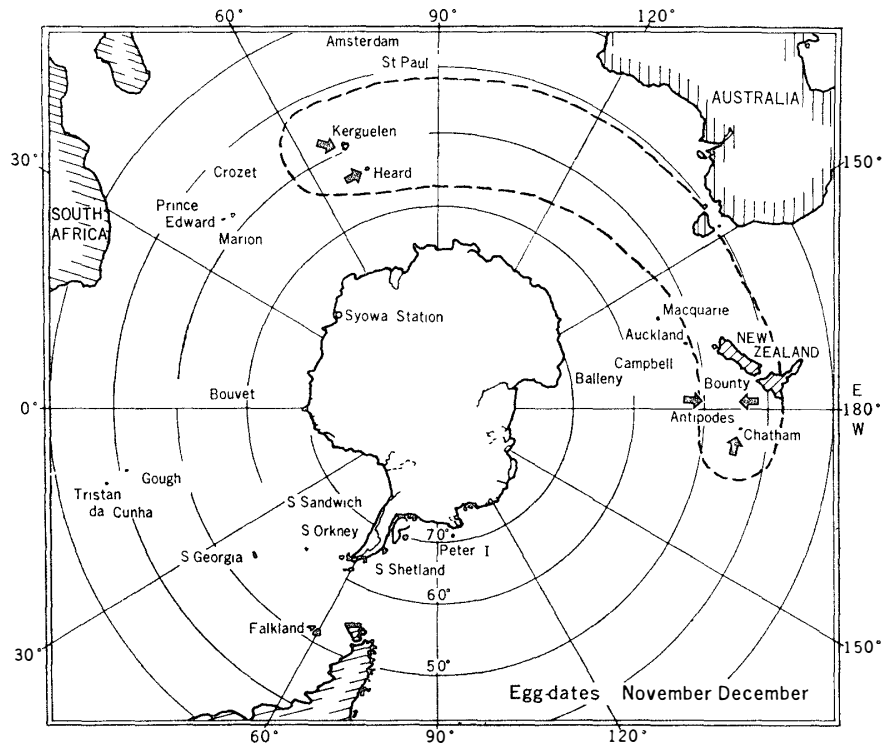 60°
90°
120°
Amsterdam
St Paul
AUSTRALIA
Kerguelen
30°
150°
Crozet
Heard
Prince
Edward
SOUTH
AFRICA
Marion
Macquarie
Syowa Station
Auckland
NEW
ZEALAND
Campbell
Balleny
Bounty
Bouvet
E
0°
180°
W
Antipodes
Chatham
Gough
Tristan
da Cunha
S Sandwich
S Orkney
70°
Peter I
S Georgia
S Shetland
60°
Falkland
30°
150°
50°
Egg-dates November December
60°
90°
120°